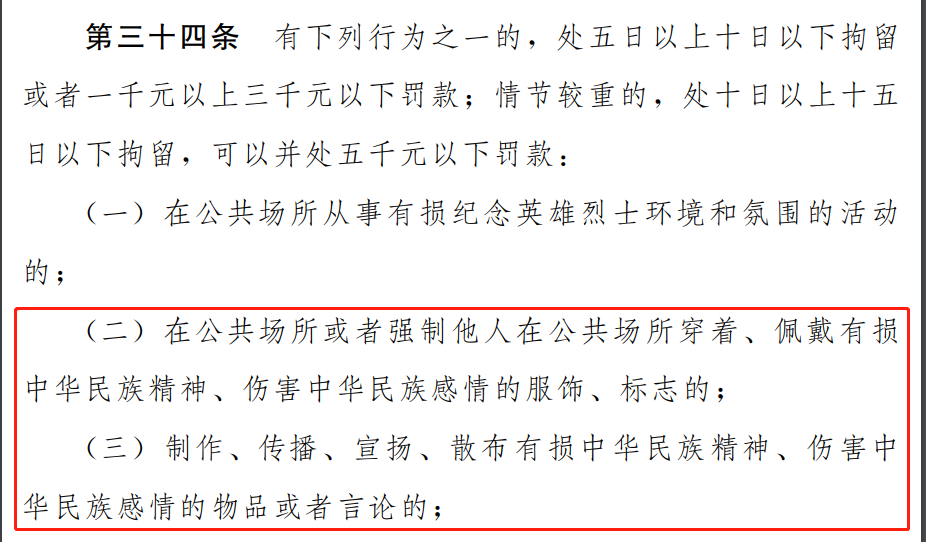 第三十四条 有下列行为之一的，处五日以上十日以下拘留
或者一千元以上三千元以下罚款；情节较重的，处十日以上十五
日以下拘留，可以并处五千元以下罚款：
（一）在公共场所从事有损纪念英雄烈士环境和氛围的活动
的；
（二）在公共场所或者强制他人在公共场所穿着、佩戴有损
中华民族精神、伤害中华民族感情的服饰、标志的；
（三）制作、传播、宣扬、散布有损中华民族精神、伤害中
华民族感情的物品或者言论的；